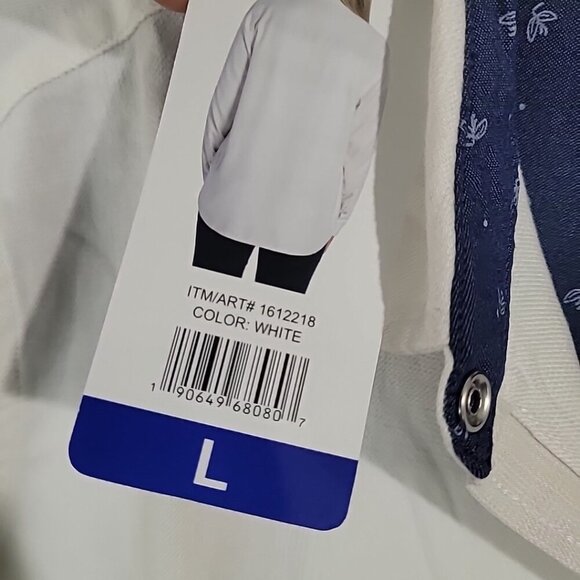 ITM/ART# 1612218
COLOR: WHITE
1 90649 68080 7
L